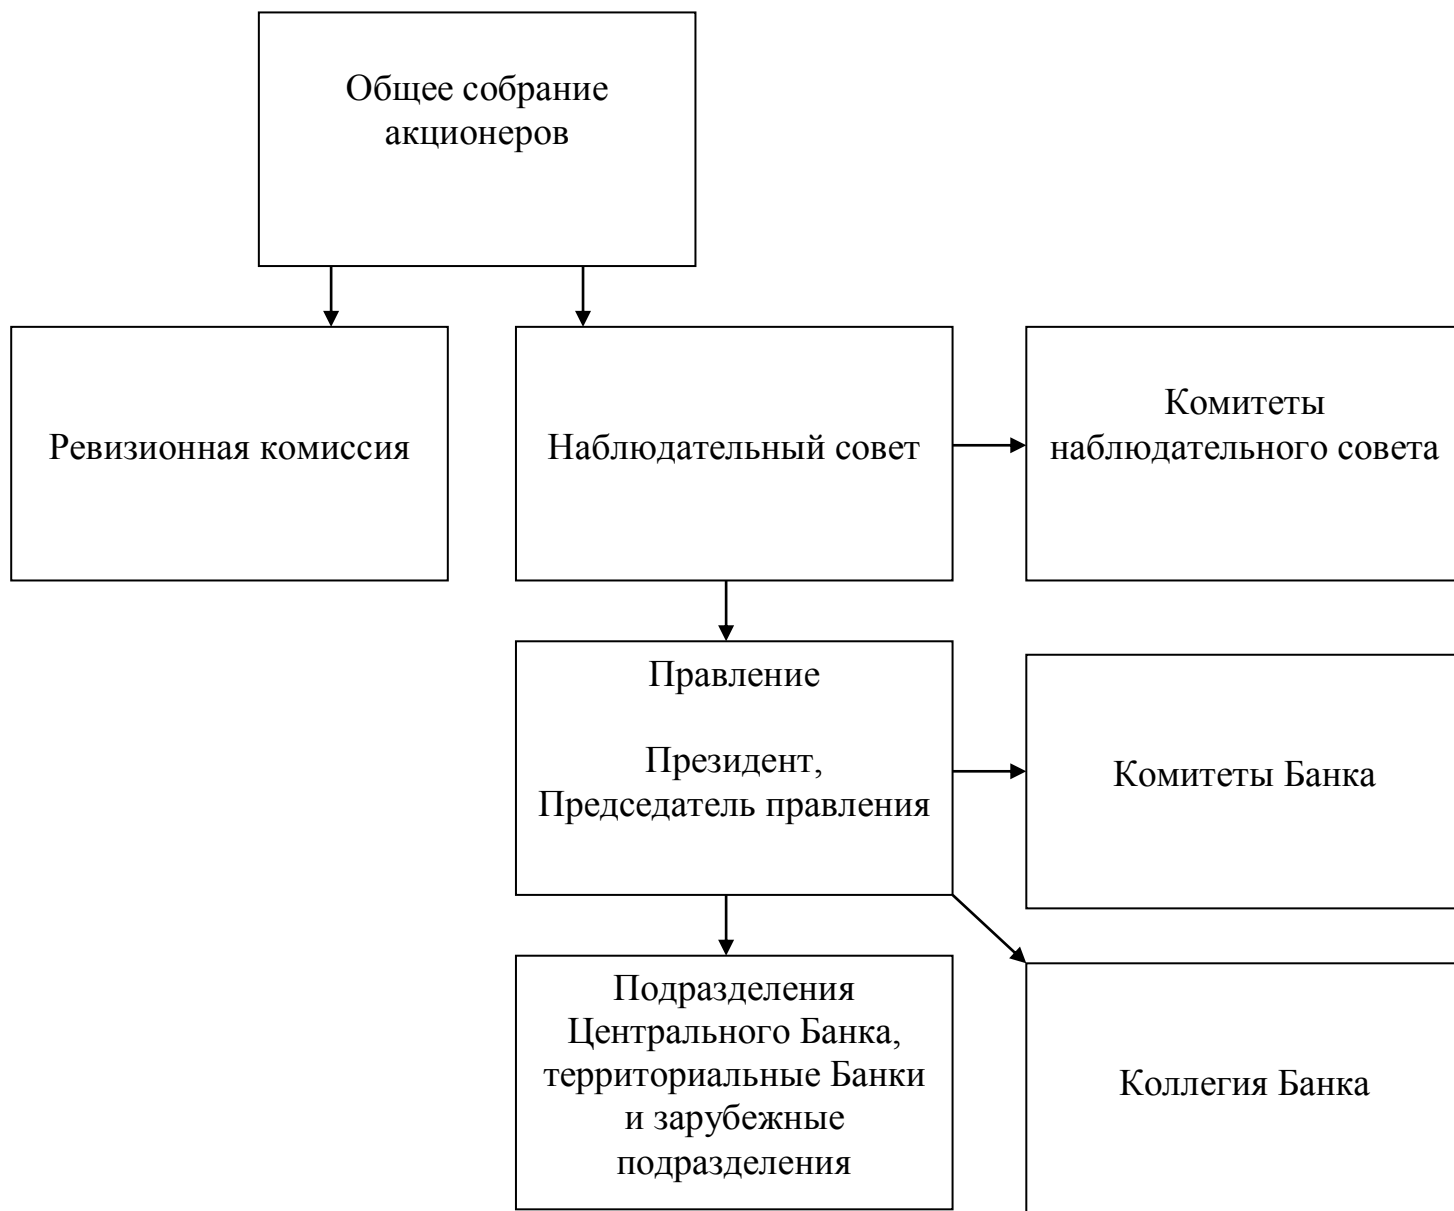 Общее собрание
акционеров
Ревизионная комиссия
Наблюдательный совет
Комитеты
наблюдательного совета
Правление
Президент,
Председатель правления
Комитеты Банка
Подразделения
Центрального Банка,
территориальные Банки
и зарубежные
подразделения
Коллегия Банка